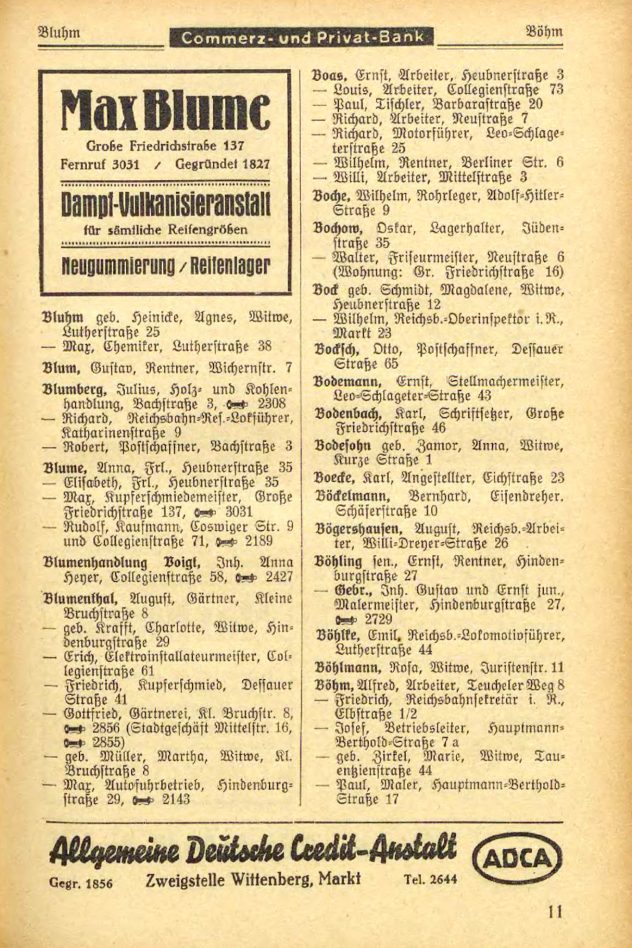 Bluhm
Commerz- und Privat-Bank
Böhm
Max Blume
Große Friedrichstraße 137
Fernruf 3031 / Gegründet 1827
Dampf-Vulkanisieranstalt
für sämtliche Reifengrößen
Neugummierung / Reifenlager
Bluhm geb. Heinicke, Agnes, Witwe,
Lutherstraße 25
— Max, Chemiker, Lutherstraße 38
Blum, Gustav, Rentner, Wichernstr. 7
Blumberg, Julius, Holz- und Kohlen-
handlung, Bachstraße 3, 2308
— Richard, Reichsbahn-Res.-Lokführer,
Katharinenstraße 9
— Robert, Postschaffner, Bachstraße 3
Blume, Anna, Frl., Heubnerstraße 35
— Elisabeth, Frl., Heubnerstraße 35
— Max, Kupferschmiedemeister, Große
Friedrichstraße 137, 3031
— Rudolf, Kaufmann, Coswiger Str. 9
und Collegienstraße 71, 2189
Blumenhandlung Voigt, Inh. Anna
Heyer, Collegienstraße 58, 2427
Blumenthal, August, Gärtner, Kleine
Bruchstraße 8
— geb. Krafft, Charlotte, Witwe, Hin-
denburgstraße 29
— Erich, Elektroinstallateurmeister, Col-
legienstraße 61
— Friedrich, Kupferschmied, Dessauer
Straße 41
— Gottfried, Gärtnerei, Kl. Bruchstr. 8,
2856 (Stadtgeschäft Mittelstr. 16,
2855)
— geb. Müller, Martha, Witwe, Kl.
Bruchstraße 8
— Max, Autofuhrbetrieb, Hindenburg-
straße 29, 2143
Boas, Ernst, Arbeiter, Heubnerstraße 3
— Louis, Arbeiter, Collegienstraße 73
— Paul, Tischler, Barbarastraße 20
— Richard, Arbeiter, Neustraße 7
— Richard, Motorführer, Leo-Schlage-
terstraße 25
— Wilhelm, Rentner, Berliner Str. 6
— Willi, Arbeiter, Mittelstraße 3
Boche, Wilhelm, Rohrleger, Adolf-Hitler-
Straße 9
Bochow, Oskar, Lagerhalter, Jüden-
straße 35
— Walter, Friseurmeister, Neustraße 6
(Wohnung: Gr. Friedrichstraße 16)
Bock geb. Schmidt, Magdalene, Witwe,
Heubnerstraße 12
— Wilhelm, Reichsb.-Oberinspektor i. R.,
Markt 23
Bocksch, Otto, Postschaffner, Dessauer
Straße 65
Bodemann, Ernst, Stellmachermeister,
Leo-Schlageter-Straße 43
Bodenbach, Karl, Schriftsetzer, Große
Friedrichstraße 46
Bodesohn geb. Zamor, Anna, Witwe,
Kurze Straße 1
Boecke, Karl, Angestellter, Eichstraße 23
Böckelmann, Bernhard, Eisendreher.
Schäferstraße 10
Bögershausen, August, Reichsb.-Arbei-
ter, Willi-Dreyer-Straße 26
Böhling sen., Ernst, Rentner, Hinden-
burgstraße 27
— Gebr., Inh. Gustav und Ernst jun.,
Malermeister, Hindenburgstraße 27,
2729
Böhlke, Emil, Reichsb.-Lokomotivführer,
Lutherstraße 44
Böhlmann, Rosa, Witwe, Juristenstr. 11
Böhm, Alfred, Arbeiter, Teucheler Weg 8
— Friedrich, Reichsbahnsekretär i. R.,
Elbstraße 1/2
— Josef, Betriebsleiter, Hauptmann-
Berthold-Straße 7 a
— geb. Zirkel, Marie, Witwe, Tau-
entzienstraße 44
— Paul, Maler, Hauptmann-Berthold-
Straße 17
Allgemeine Deutsche Credit-Anstalt
ADCA
Gegr. 1856 Zweigstelle Wittenberg, Markt Tel. 2644
11